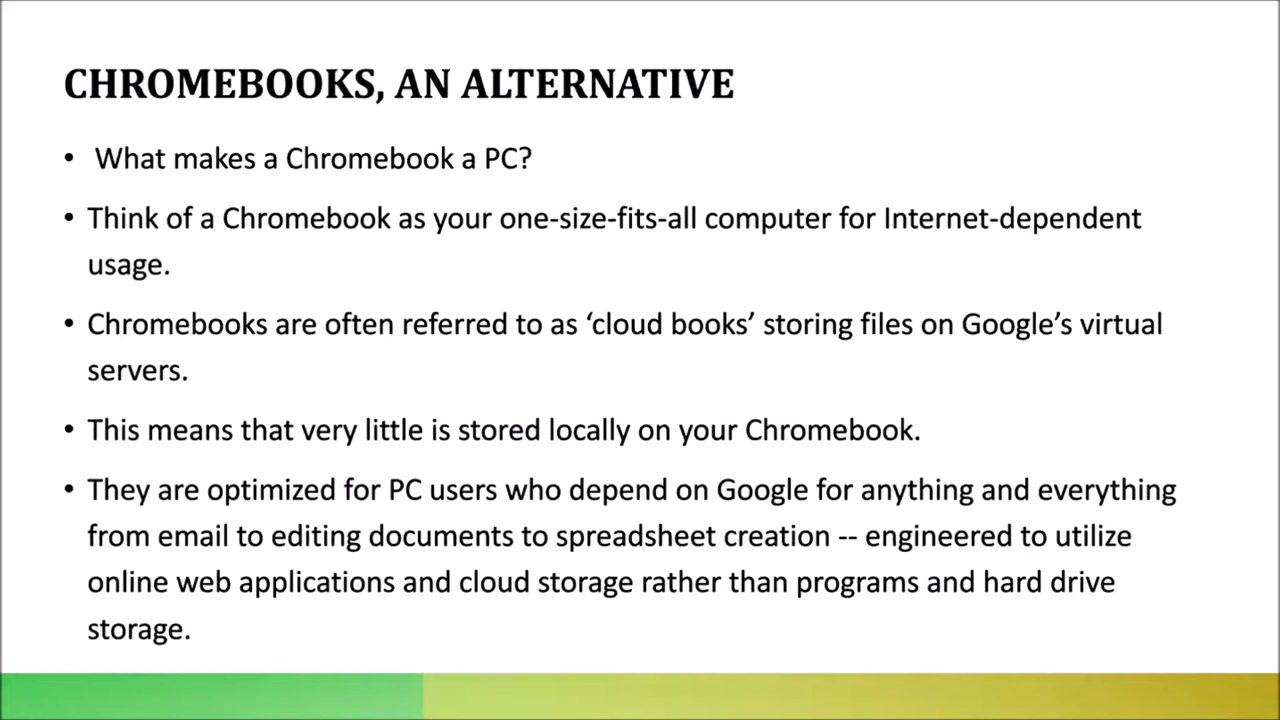 CHROMEBOOKS, AN ALTERNATIVE
• What makes a Chromebook a PC?
• Think of a Chromebook as your one-size-fits-all computer for Internet-dependent
usage.
• Chromebooks are often referred to as ‘cloud books’ storing files on Google’s virtual
servers.
• This means that very little is stored locally on your Chromebook.
• They are optimized for PC users who depend on Google for anything and everything
from email to editing documents to spreadsheet creation -- engineered to utilize
online web applications and cloud storage rather than programs and hard drive
storage.